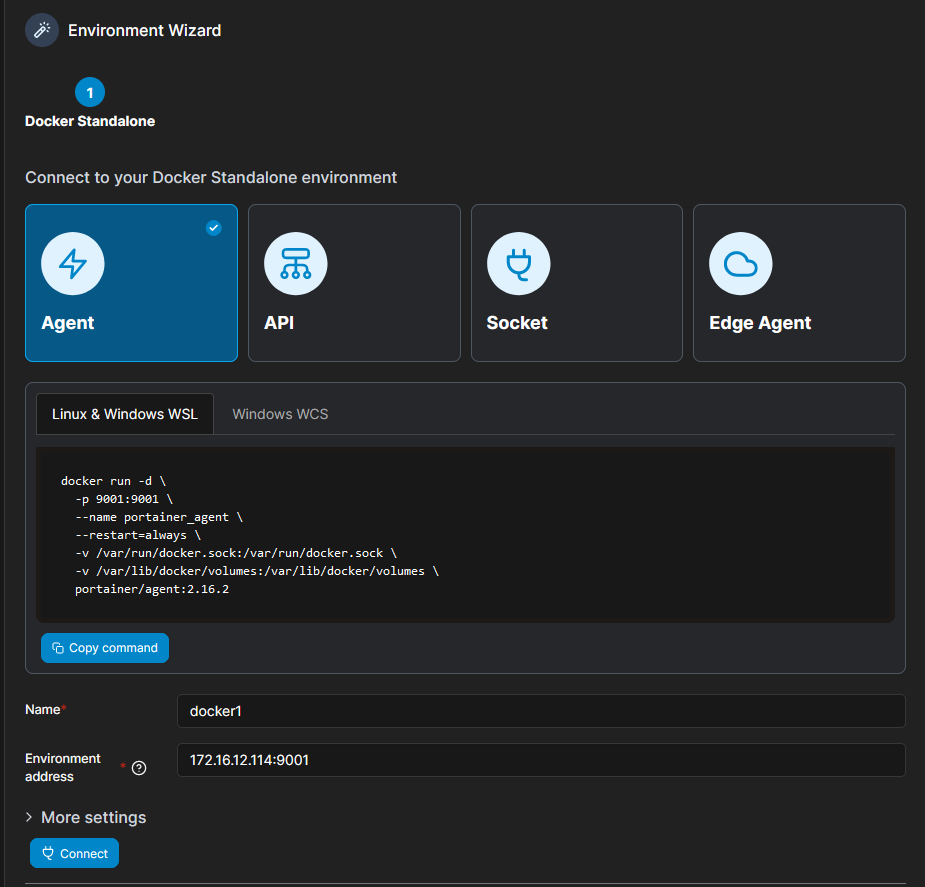 Environment Wizard
1
Docker Standalone
Connect to your Docker Standalone environment
Agent
API
Socket
Edge Agent
Linux & Windows WSL
Windows WCS
docker run -d \
-p 9001:9001 \
--name portainer_agent \
--restart=always \
-v /var/run/docker.sock:/var/run/docker.sock \
-v /var/lib/docker/volumes:/var/lib/docker/volumes \
portainer/agent:2.16.2
Copy command
Name*
docker1
Environment
address *
172.16.12.114:9001
More settings
Connect